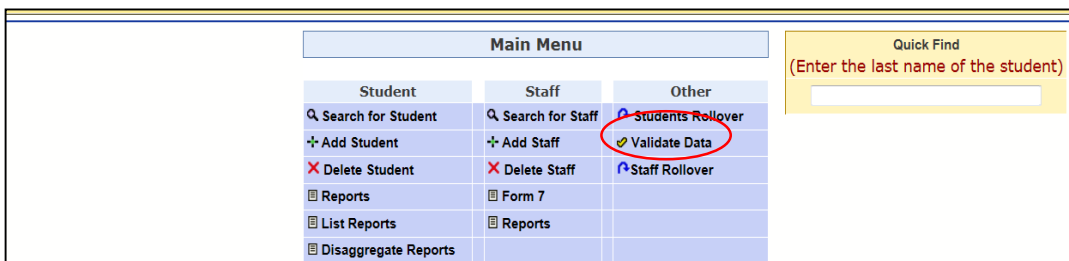 Main Menu
Quick Find
(Enter the last name of the student)
Student Staff Other
Search for Student Search for Staff Students Rollover
Add Student Add Staff Validate Data
Delete Student Delete Staff Staff Rollover
Reports Form 7
List Reports Reports
Disaggregate Reports